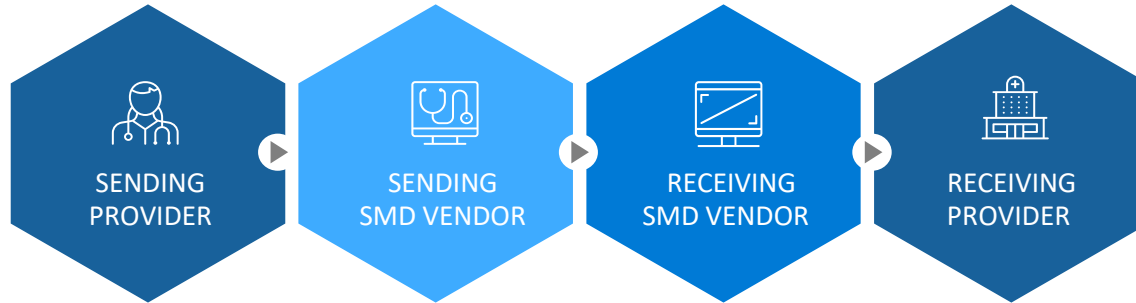 SENDING
PROVIDER
SENDING
SMD VENDOR
RECEIVING
SMD VENDOR
RECEIVING
PROVIDER